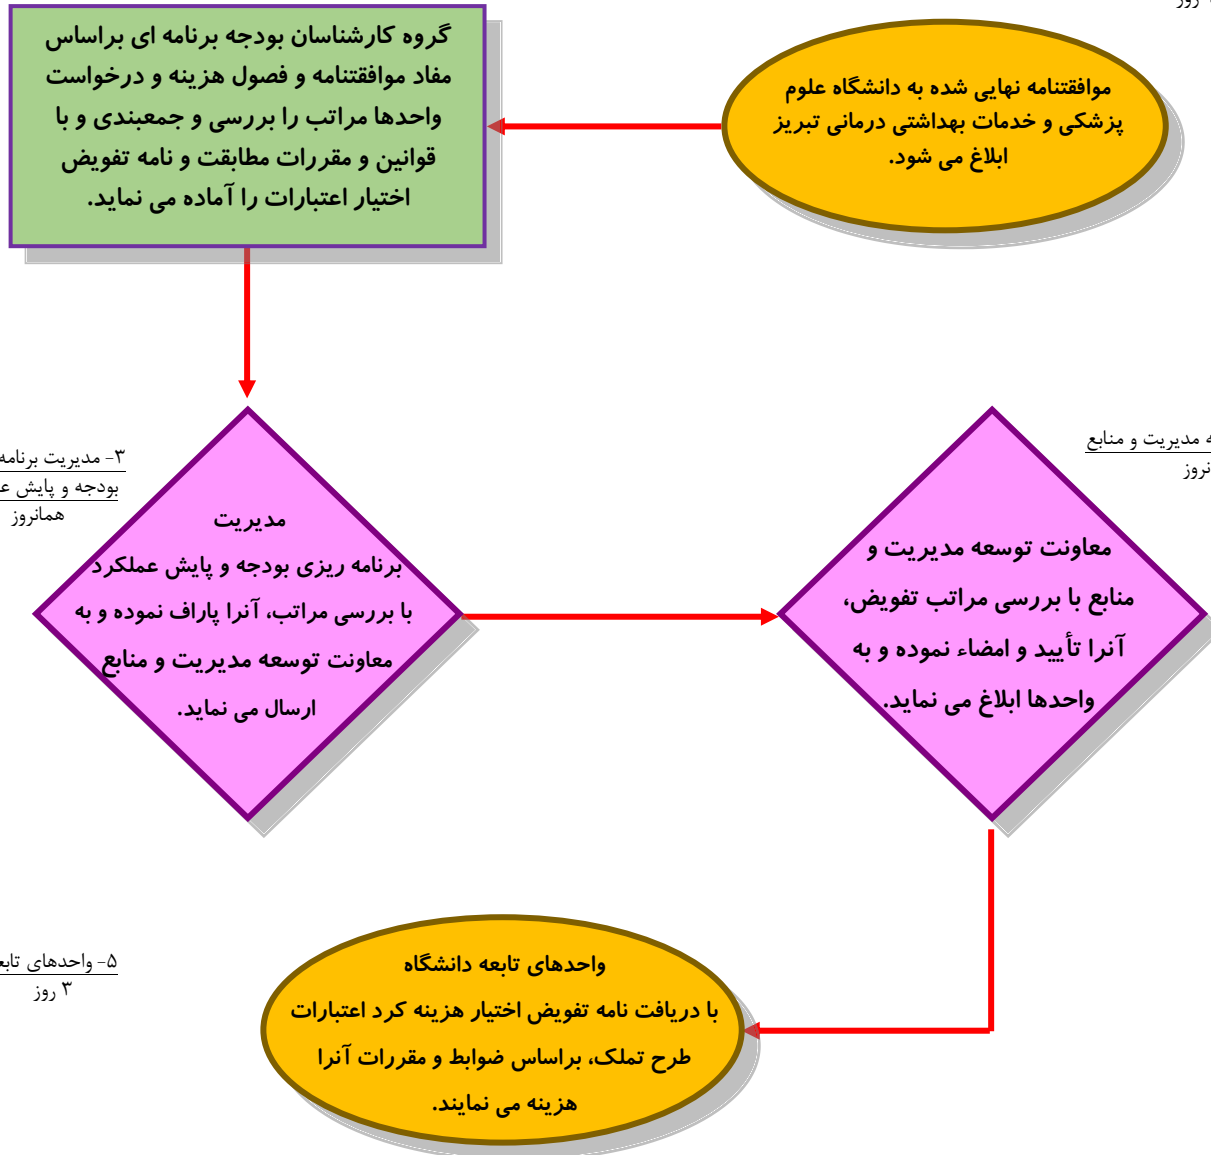 روز
موافقتنامه نهایی شده به دانشگاه علوم
پزشکی و خدمات بهداشتی درمانی تبریز
ابلاغ می شود.
گروه کارشناسان بودجه برنامه ای براساس
مفاد موافقتنامه و فصول هزینه و درخواست
واحدها مراتب را بررسی و جمعبندی و با
قوانین و مقررات مطابقت و نامه تفویض
اختیار اعتبارات را آماده می نماید.
۳- مدیریت برنامه
بودجه و پایش
همانروز
مدیریت
برنامه ریزی بودجه و پایش عملکرد
با بررسی مراتب، آنرا پاراف نموده و به
معاونت توسعه مدیریت و منابع
ارسال می نماید.
مدیریت و منابع
معاونت توسعه مدیریت و
منابع با بررسی مراتب تفویض،
آنرا تأیید و امضاء نموده و به
واحدها ابلاغ می نماید.
۵- واحدهای
۳ روز
واحدهای تابعه دانشگاه
با دریافت نامه تفویض اختیار هزینه کرد اعتبارات
طرح تملک، براساس ضوابط و مقررات آنرا
هزینه می نمایند.